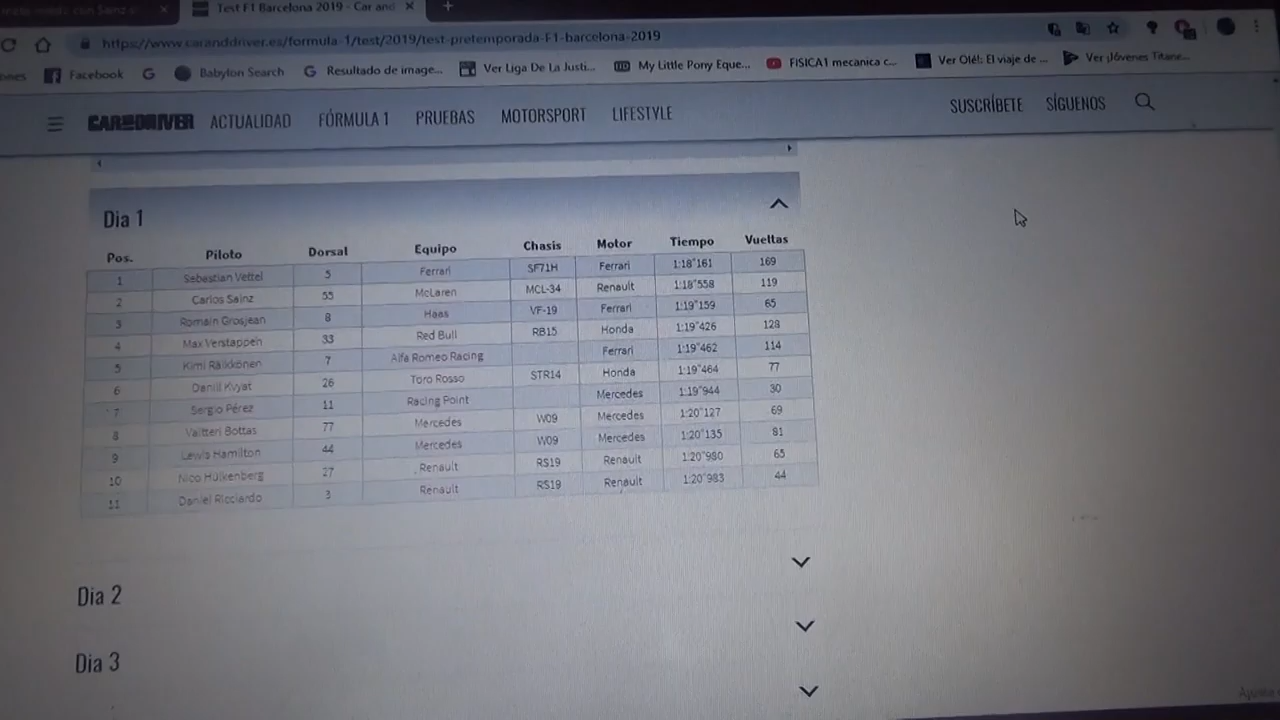 Test F1 Barcelona 2019 - Car and
https://www.caranddriver.es/formula-1/test/2019/test-pretemporada-F1-barcelona-2019
ones Facebook Babylon Search Resultado de image... Ver Liga De La Justi... My Little Pony Eque... FISICA1 mecanica c... Ver Olé!: El viaje de ... Ver ¡Jóvenes Titane...
CAR AND DRIVER ACTUALIDAD FÓRMULA 1 PRUEBAS MOTORSPORT LIFESTYLE SUSCRÍBETE SÍGUENOS
Dia 1
Pos. Piloto Dorsal Equipo Chasis Motor Tiempo Vueltas
1 Sebastian Vettel 5 Ferrari SF71H Ferrari 1:18"161 169
2 Carlos Sainz 55 McLaren MCL-34 Renault 1:18"558 119
3 Romain Grosjean 8 Haas VF-19 Ferrari 1:19"159 65
4 Max Verstappen 33 Red Bull RB15 Honda 1:19"426 128
5 Kimi Räikkönen 7 Alfa Romeo Racing Ferrari 1:19"462 114
6 Daniil Kvyat 26 Toro Rosso STR14 Honda 1:19"464 77
7 Sergio Pérez 11 Racing Point Mercedes 1:19"944 30
8 Valtteri Bottas 77 Mercedes W09 Mercedes 1:20"127 69
9 Lewis Hamilton 44 Mercedes W09 Mercedes 1:20"135 81
10 Nico Hülkenberg 27 Renault RS19 Renault 1:20"980 65
11 Daniel Ricciardo 3 Renault RS19 Renault 1:20"983 44
Dia 2
Dia 3